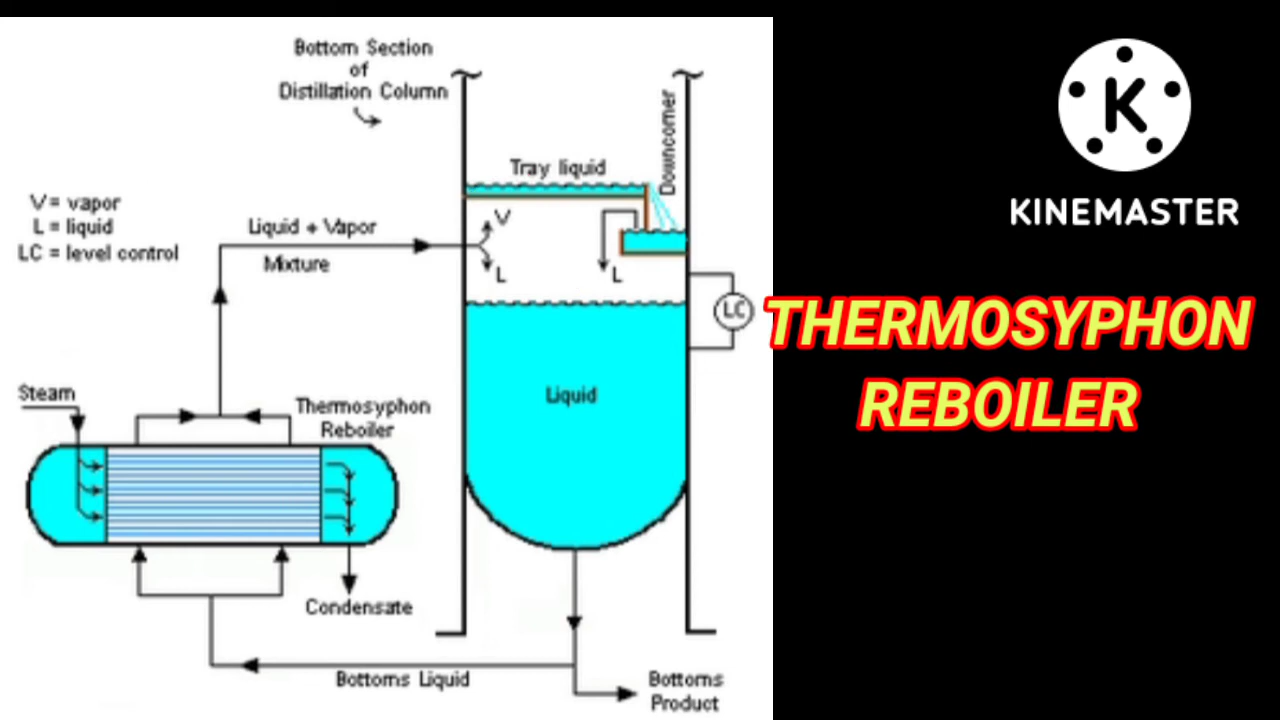 Bottom Section
of
Distillation Column
Downcomer
Tray liquid
V = vapor
L = liquid
LC = level control
Liquid + Vapor
Mixture
V
L
L
LC
Liquid
Steam
Thermosyphon
Reboiler
Condensate
Bottoms Liquid
Bottoms
Product
K
KINEMASTER
THERMOSYPHON
REBOILER